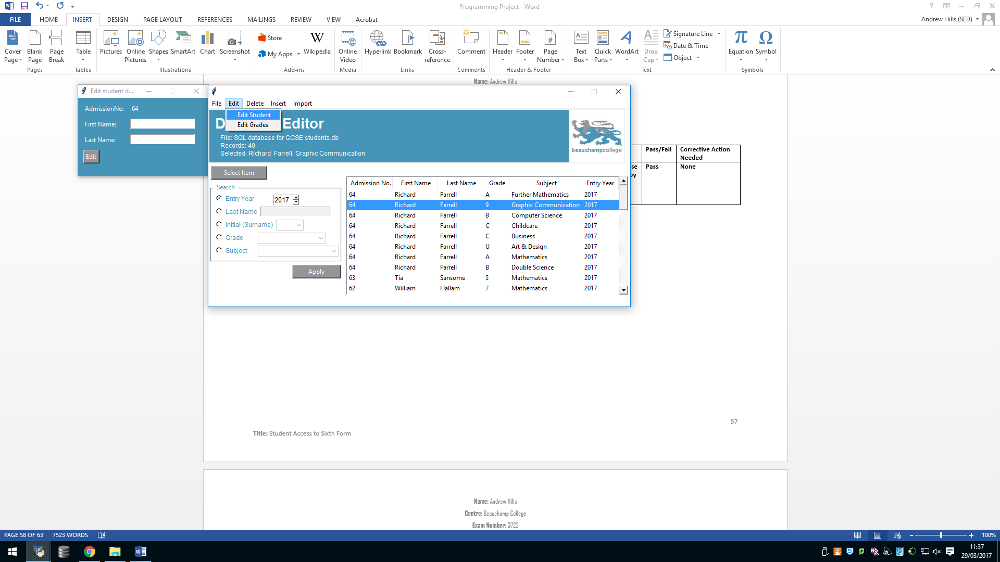 Programming Project - Word
FILE HOME INSERT DESIGN PAGE LAYOUT REFERENCES MAILINGS REVIEW VIEW Acrobat
Andrew Hills (SED)
Cover Page
Blank Page
Page Break
Pages
Table
Tables
Pictures
Online Pictures
Shapes
SmartArt
Chart
Screenshot
Illustrations
Store
My Apps
Wikipedia
Add-ins
Online Video
Media
Hyperlink
Bookmark
Cross-reference
Links
Comment
Comments
Header
Footer
Page Number
Header & Footer
Text Box
Quick Parts
WordArt
Drop Cap
Signature Line
Date & Time
Object
Text
Equation
Symbol
Symbols
Name: Andrew Hills
Edit student d...
AdmissionNo: 64
First Name:
Last Name:
Edit
File Edit Delete Insert Import
Edit Student
Edit Grades
D Editor
File: SQL database for GCSE students.db
Records: 40
Selected: Richard Farrell, Graphic Communication
beauchampcollege
Select Item
Search
Entry Year 2017
Last Name
Initial (Surname)
Grade
Subject
Apply
Admission No. First Name Last Name Grade Subject Entry Year
64 Richard Farrell A Further Mathematics 2017
64 Richard Farrell 9 Graphic Communication 2017
64 Richard Farrell B Computer Science 2017
64 Richard Farrell C Childcare 2017
64 Richard Farrell C Business 2017
64 Richard Farrell U Art & Design 2017
64 Richard Farrell A Mathematics 2017
64 Richard Farrell B Double Science 2017
63 Tia Sansome 5 Mathematics 2017
62 William Hallam 7 Mathematics 2017
Pass/Fail Corrective Action Needed
se Pass None
by
57
Title: Student Access to Sixth Form
Name: Andrew Hills
Centre: Beauchamp College
Exam Number: 3722
PAGE 58 OF 63 7523 WORDS
100%
11:37
29/03/2017